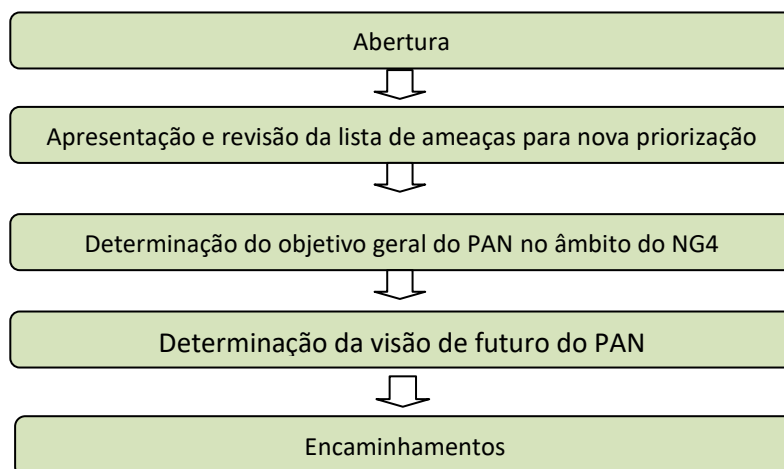 Abertura
Apresentação e revisão da lista de ameaças para nova priorização
Determinação do objetivo geral do PAN no âmbito do NG4
Determinação da visão de futuro do PAN
Encaminhamentos